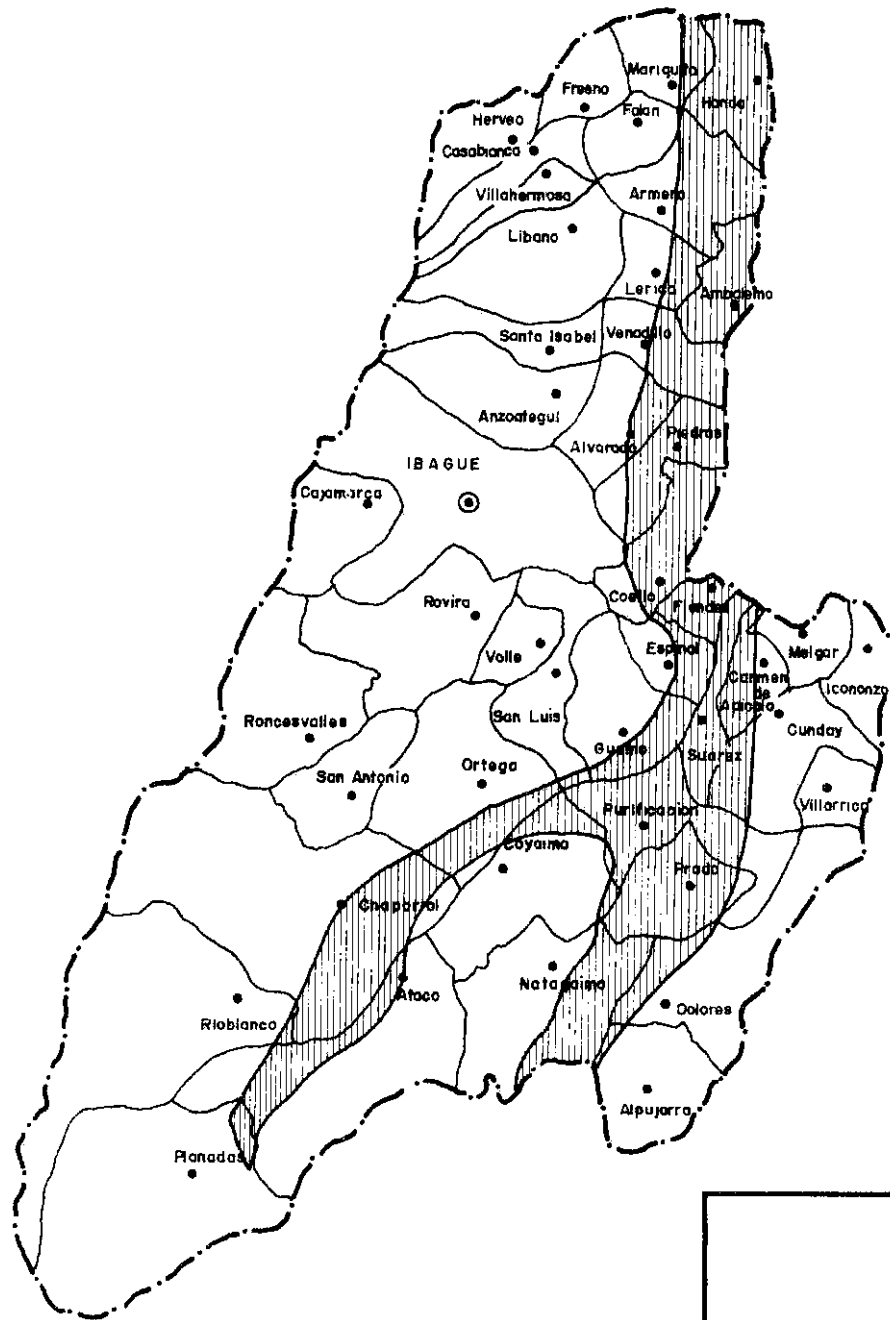 Mariquita
Honda
Fresno
Falan
Herveo
Casabianca
Villahermosa
Armero
Libano
Lerida
Ambalema
Santa Isabel
Venadillo
Anzoategui
Alvarado
Piedras
IBAGUE
Cajamarca
Coello
Rovira
Espinal
Melgar
Valle
Carmen
de
Apicala
Icononzo
San Luis
Roncesvalles
Guamo
Suarez
Cunday
San Antonio
Ortega
Villarrica
Purificacion
Coyaima
Prado
Chaparral
Natagaima
Ataco
Rioblanco
Dolores
Alpujarra
Planadas